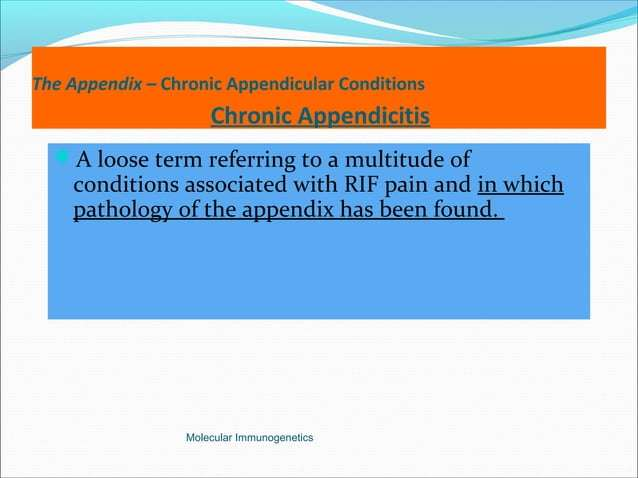 The Appendix – Chronic Appendicular Conditions
Chronic Appendicitis
A loose term referring to a multitude of
conditions associated with RIF pain and in which
pathology of the appendix has been found.
Molecular Immunogenetics